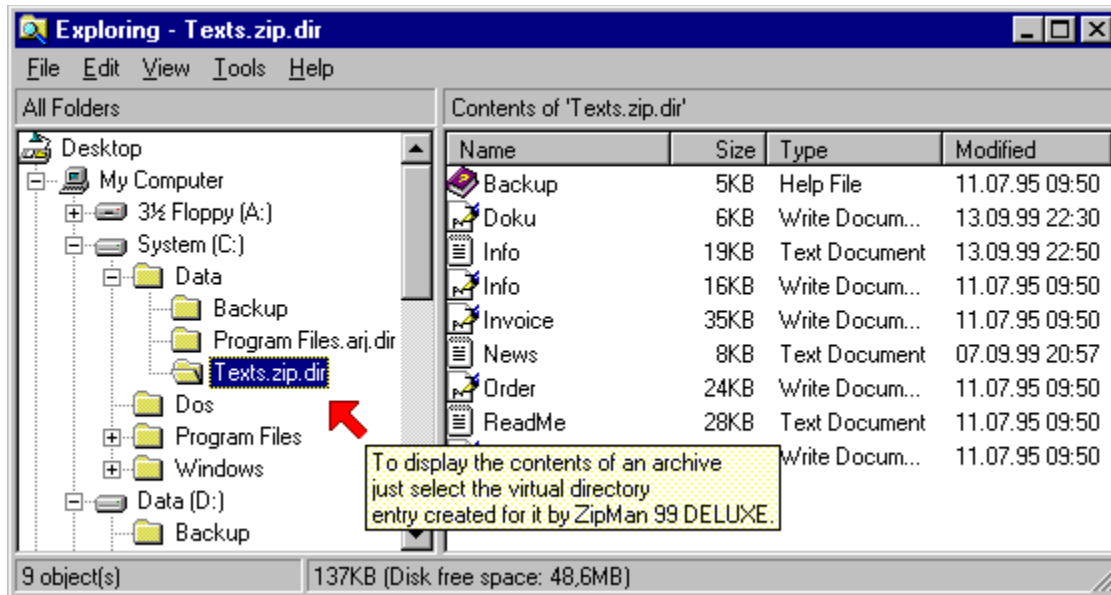 Exploring - Texts.zip.dir
File Edit View Tools Help
All Folders
Contents of 'Texts.zip.dir'
Desktop
My Computer
3½ Floppy (A:)
System (C:)
Data
Backup
Program Files.arj.dir
Texts.zip.dir
Dos
Program Files
Windows
Data (D:)
Backup
Name Size Type Modified
Backup 5KB Help File 11.07.95 09:50
Doku 6KB Write Docum... 13.09.99 22:30
Info 19KB Text Document 13.09.99 22:50
Info 16KB Write Docum... 11.07.95 09:50
Invoice 35KB Write Docum... 11.07.95 09:50
News 8KB Text Document 07.09.99 20:57
Order 24KB Write Docum... 11.07.95 09:50
ReadMe 28KB Text Document 11.07.95 09:50
Write Docum... 11.07.95 09:50
To display the contents of an archive
just select the virtual directory
entry created for it by ZipMan 99 DELUXE.
9 object(s) 137KB (Disk free space: 48,6MB)